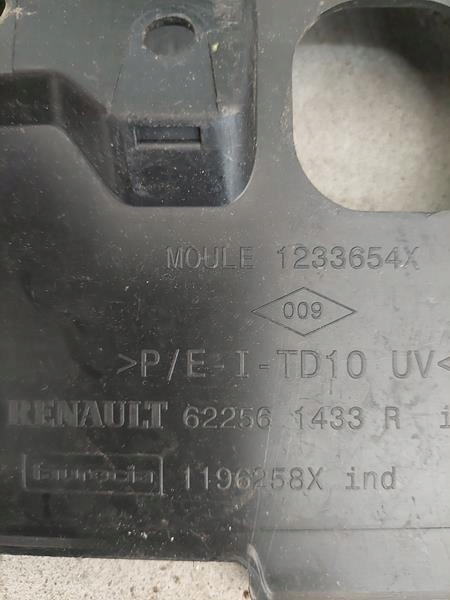 MOULE 1233654X
009
>P/E-I-TD10 UV<
RENAULT 62256 1433 R i
faurecia 1196258X ind